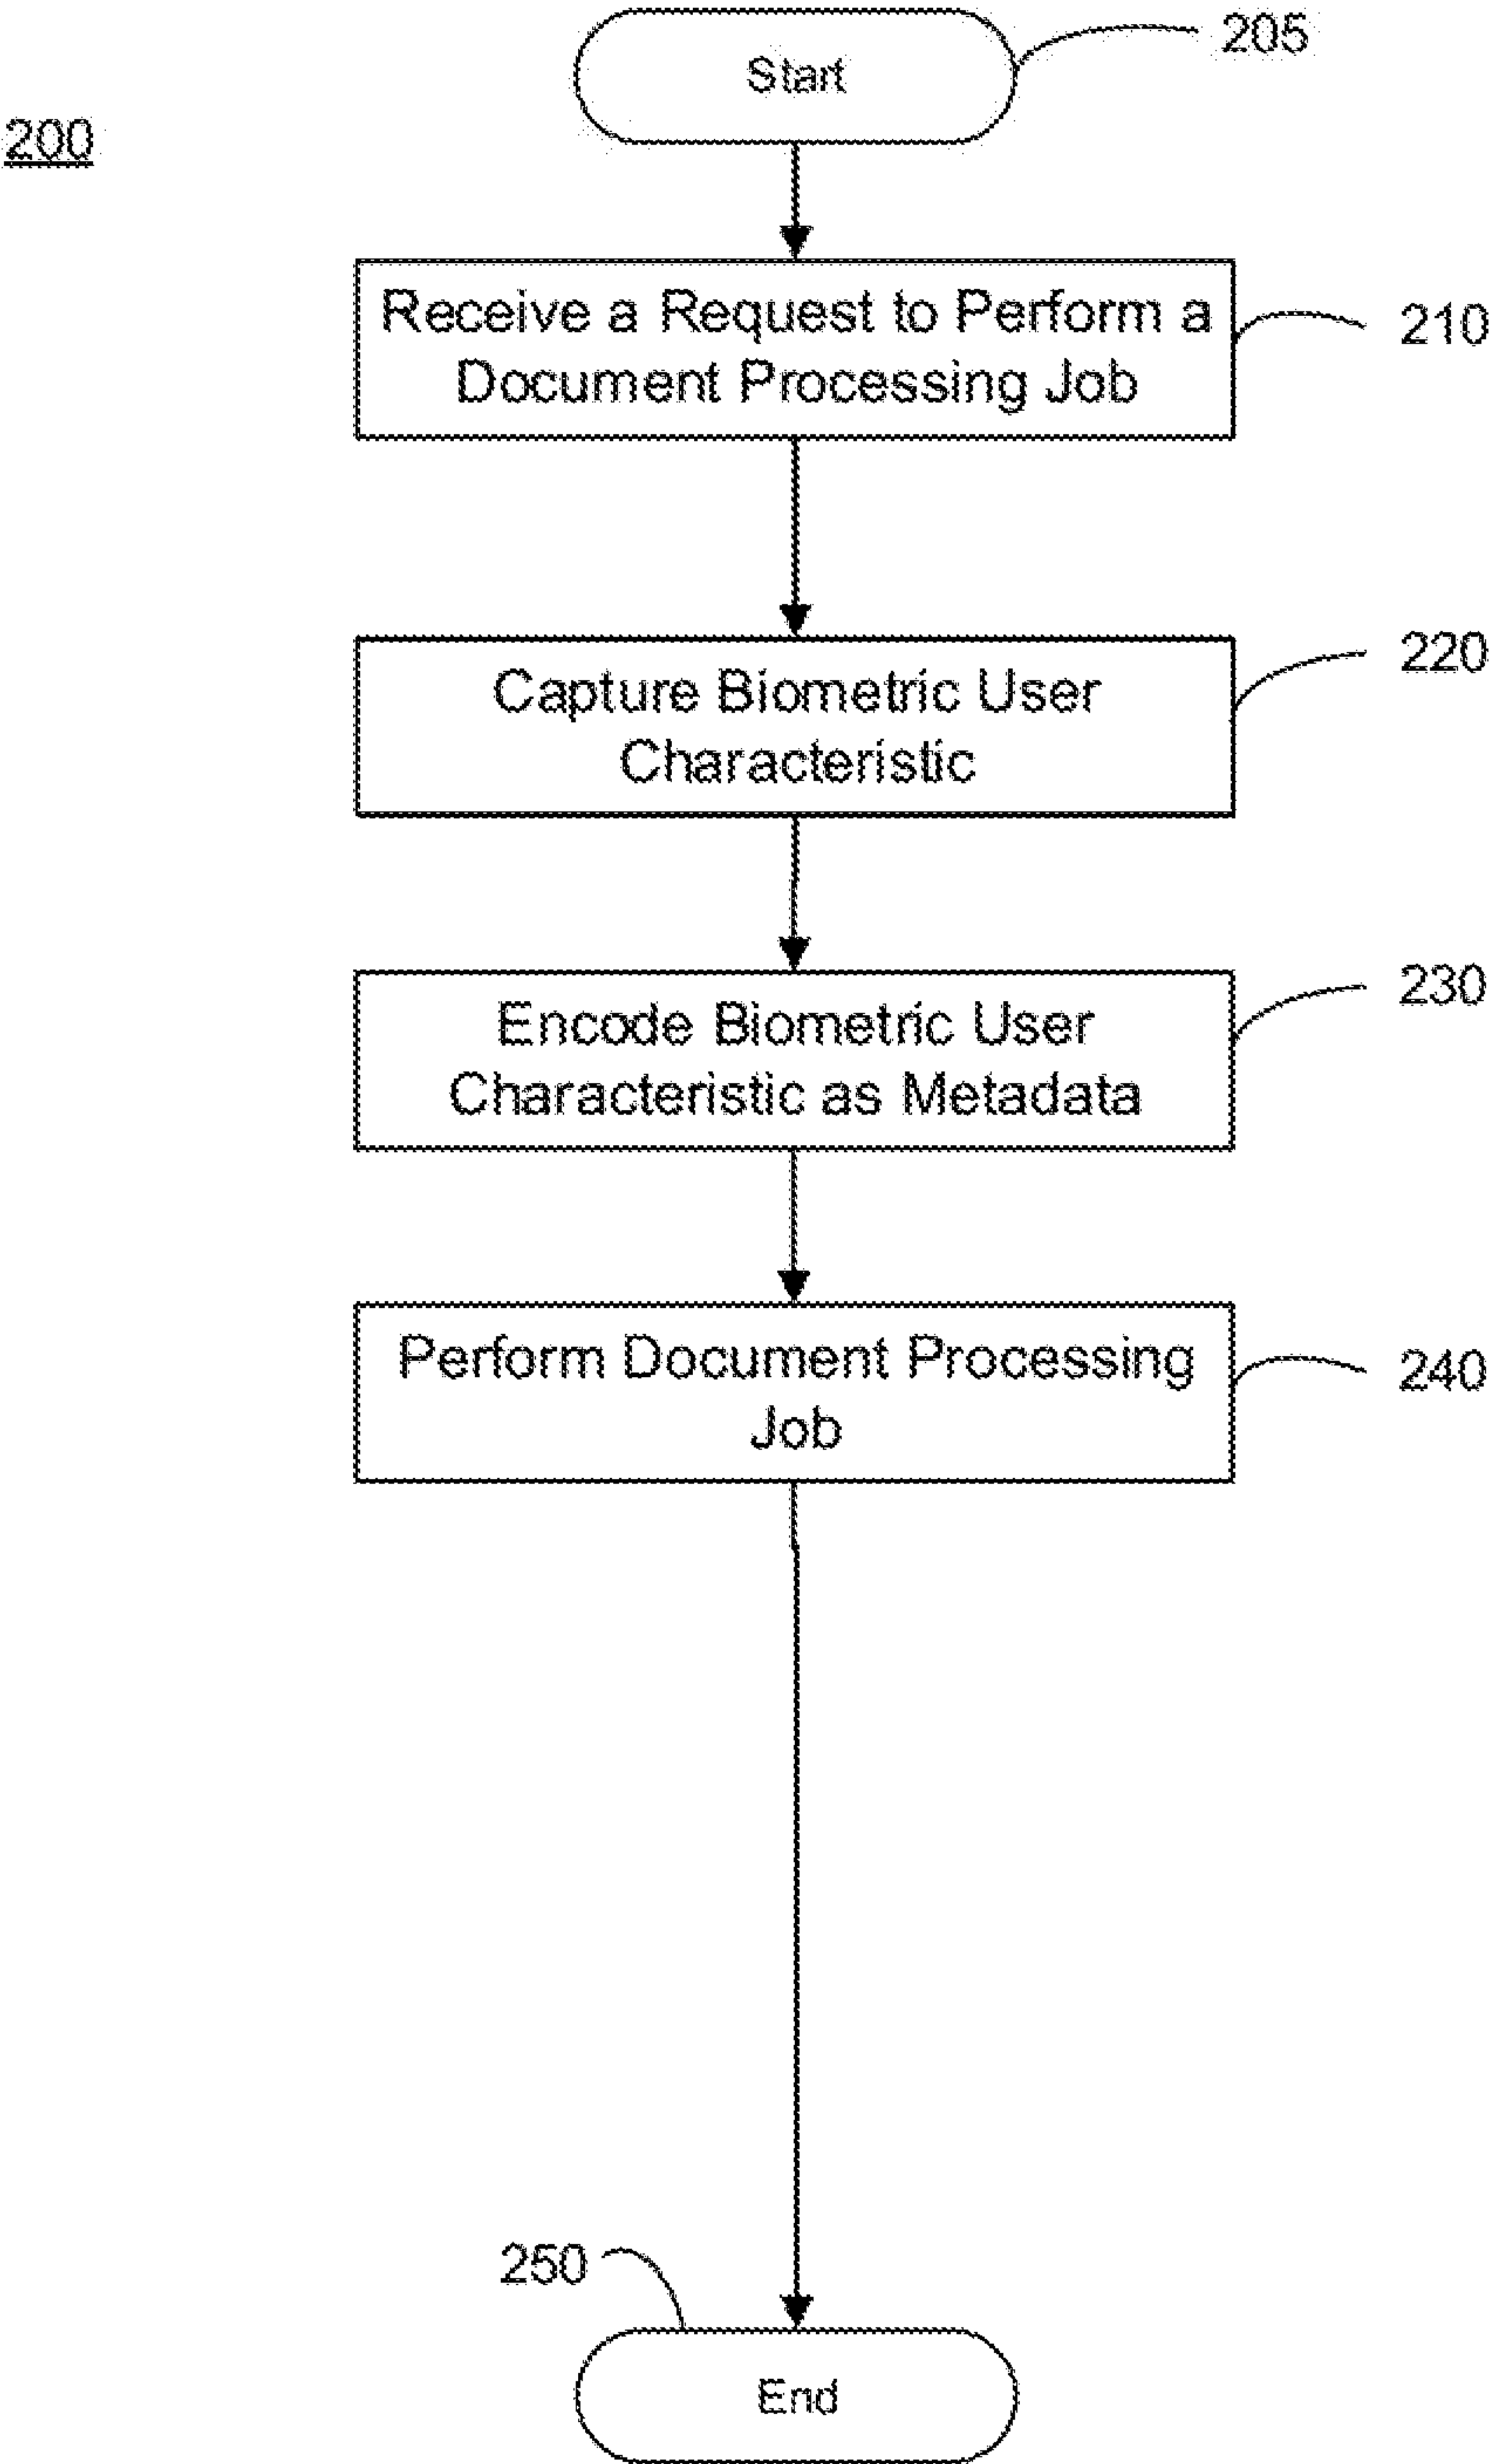 205
Start
200
Receive a Request to Perform a
Document Processing Job
210
Capture Biometric User
Characteristic
220
Encode Biometric User
Characteristic as Metadata
230
Perform Document Processing
Job
240
250
End